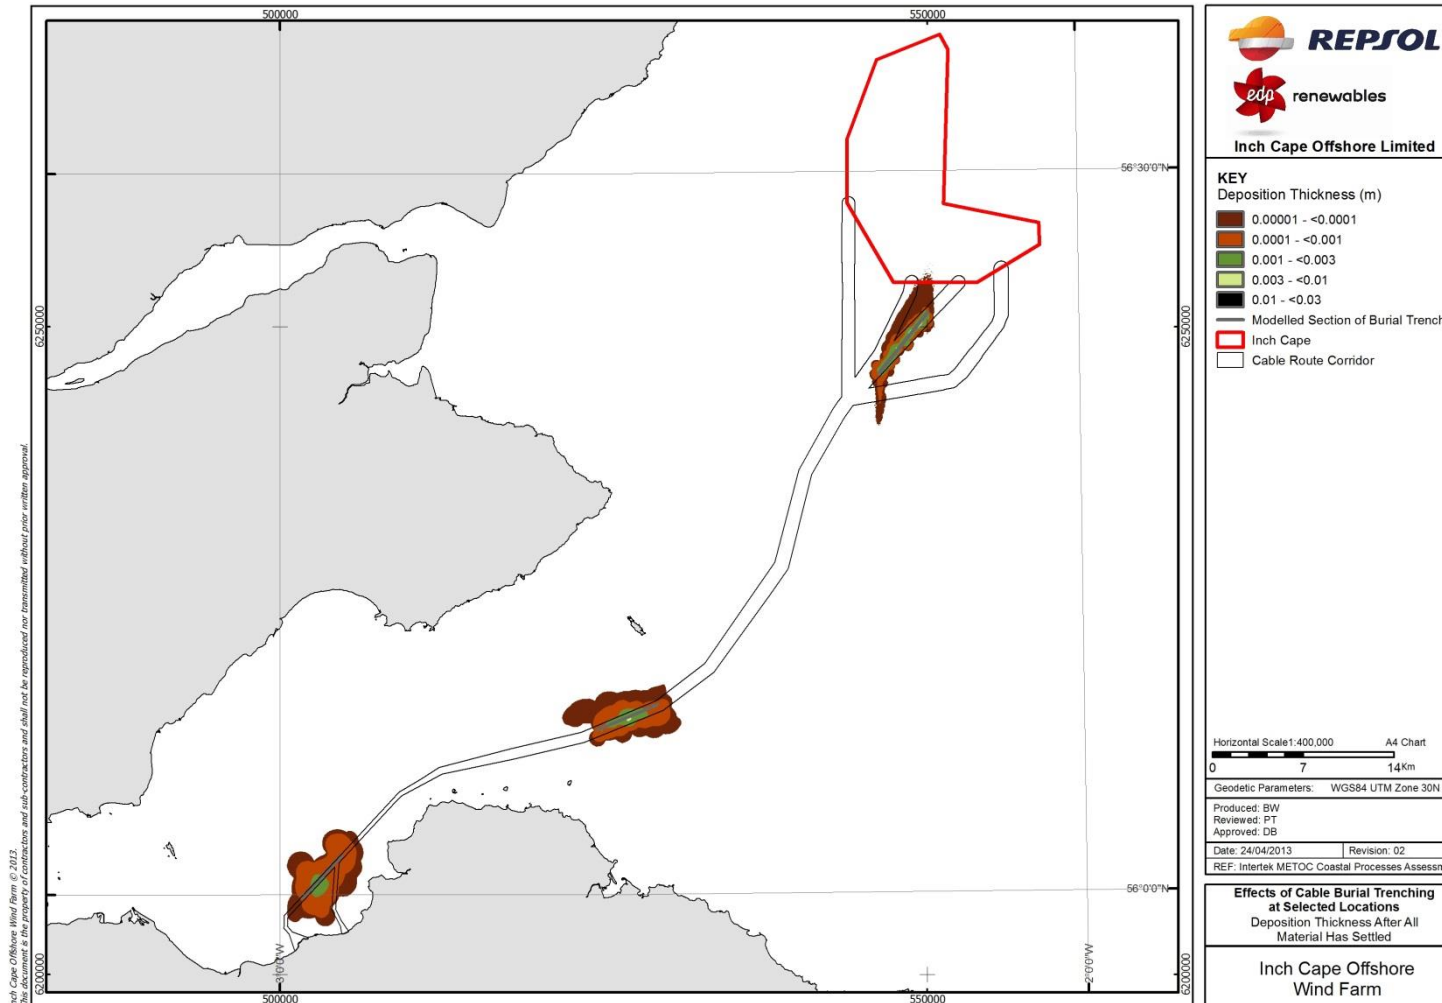 500000
550000
56°30'0"N
6250000
6250000
56°0'0"N
3°0'0"W
2°0'0"W
6200000
6200000
500000
550000
nch Cape Offshore Wind Farm © 2013.
his document is the property of contractors and sub-contractors and shall not be reproduced nor transmitted without prior written approval.
REPSOL
edp renewables
Inch Cape Offshore Limited
KEY
Deposition Thickness (m)
0.00001 - <0.0001
0.0001 - <0.001
0.001 - <0.003
0.003 - <0.01
0.01 - <0.03
Modelled Section of Burial Trench
Inch Cape
Cable Route Corridor
Horizontal Scale1:400,000 A4 Chart
0 7 14Km
Geodetic Parameters: WGS84 UTM Zone 30N
Produced: BW
Reviewed: PT
Approved: DB
Date: 24/04/2013 Revision: 02
REF: Intertek METOC Coastal Processes Assessm
Effects of Cable Burial Trenching
at Selected Locations
Deposition Thickness After All
Material Has Settled
Inch Cape Offshore
Wind Farm